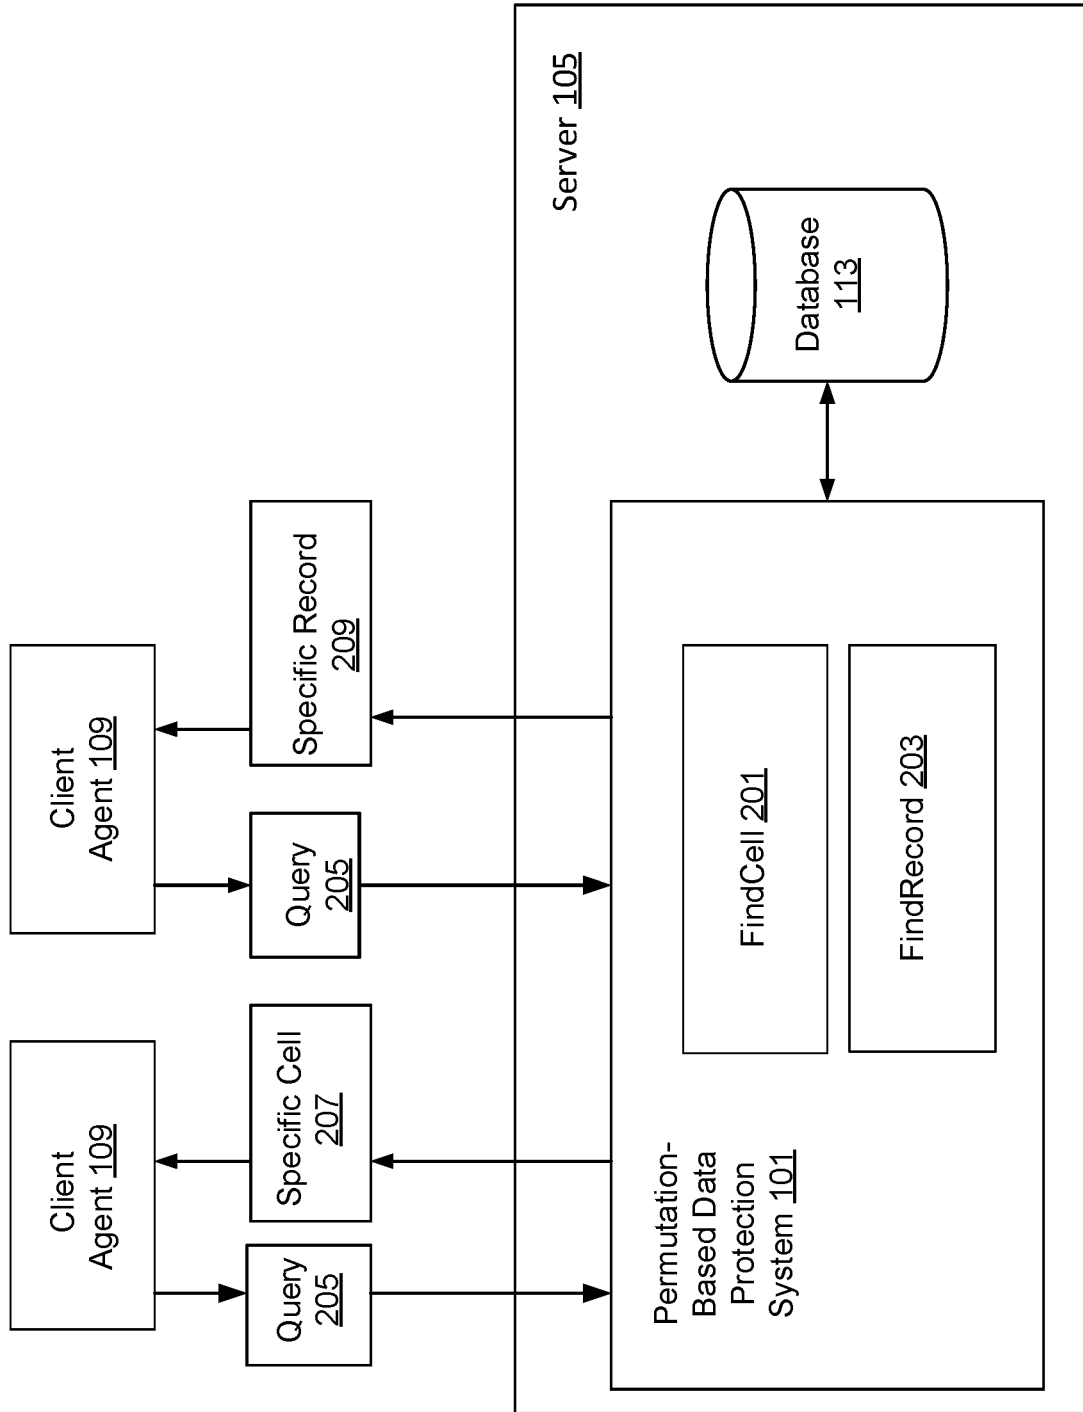 Client
Agent 109
Client
Agent 109
Query
205
Specific Cell
207
Query
205
Specific Record
209
Server 105
Permutation-
Based Data
Protection
System 101
FindCell 201
FindRecord 203
Database
113